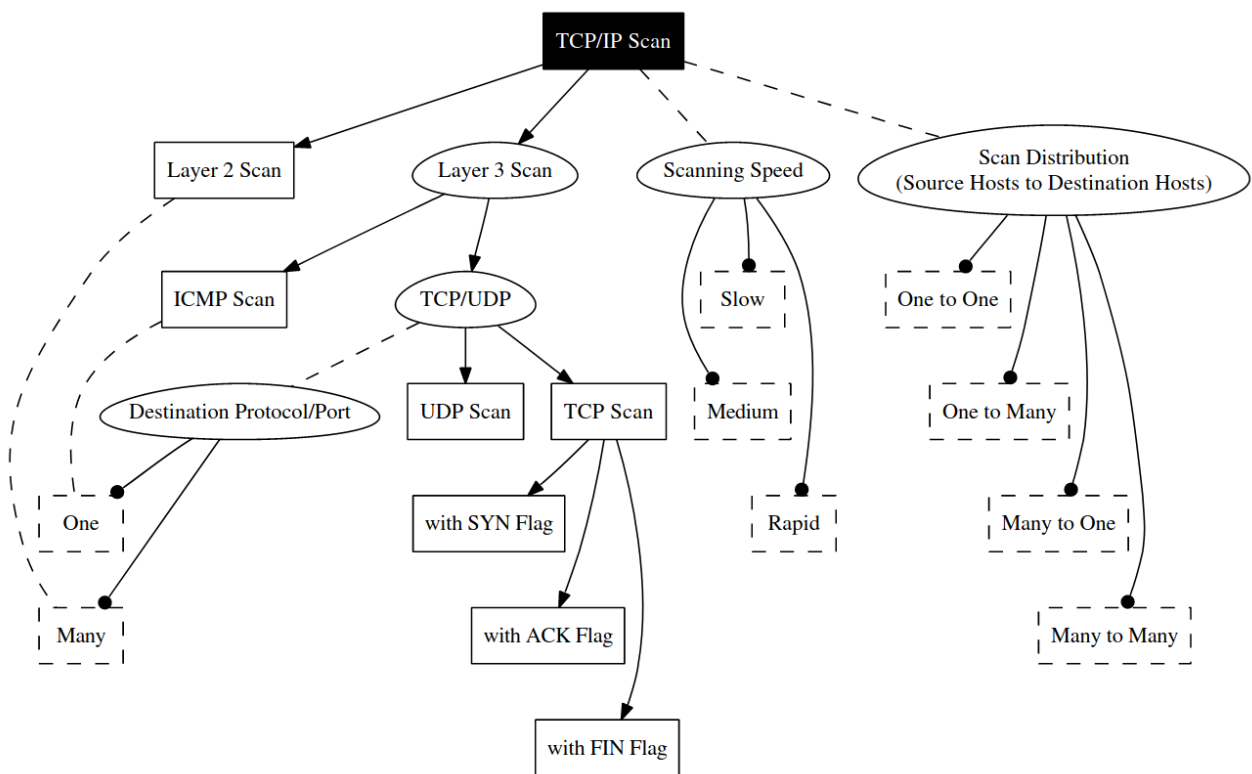 TCP/IP Scan
Layer 2 Scan
Layer 3 Scan
Scanning Speed
Scan Distribution
(Source Hosts to Destination Hosts)
ICMP Scan
TCP/UDP
Slow
One to One
Destination Protocol/Port
UDP Scan
TCP Scan
Medium
One to Many
One
with SYN Flag
Rapid
Many to One
Many
with ACK Flag
Many to Many
with FIN Flag